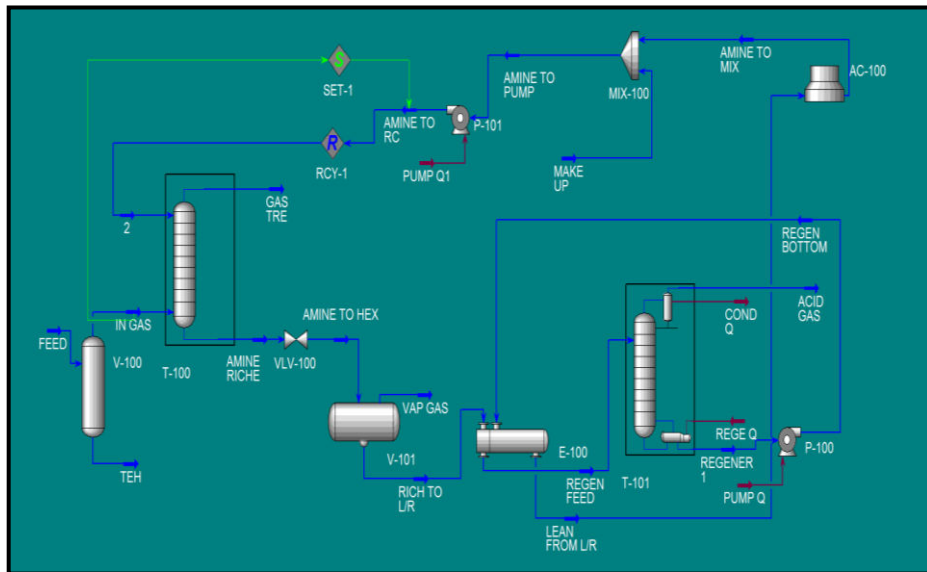 S
SET-1
AMINE TO
RC
P-101
AMINE TO
PUMP
MIX-100
AMINE TO
MIX
AC-100
R
RCY-1
PUMP Q1
MAKE
UP
GAS
TRE
2
REGEN
BOTTOM
IN GAS
FEED
V-100
T-100
AMINE
RICHE
VLV-100
AMINE TO HEX
COND
Q
ACID
GAS
VAP GAS
V-101
E-100
REGE Q
P-100
TEH
RICH TO
L/R
REGEN
FEED
T-101
REGENER
1
PUMP Q
LEAN
FROM L/R